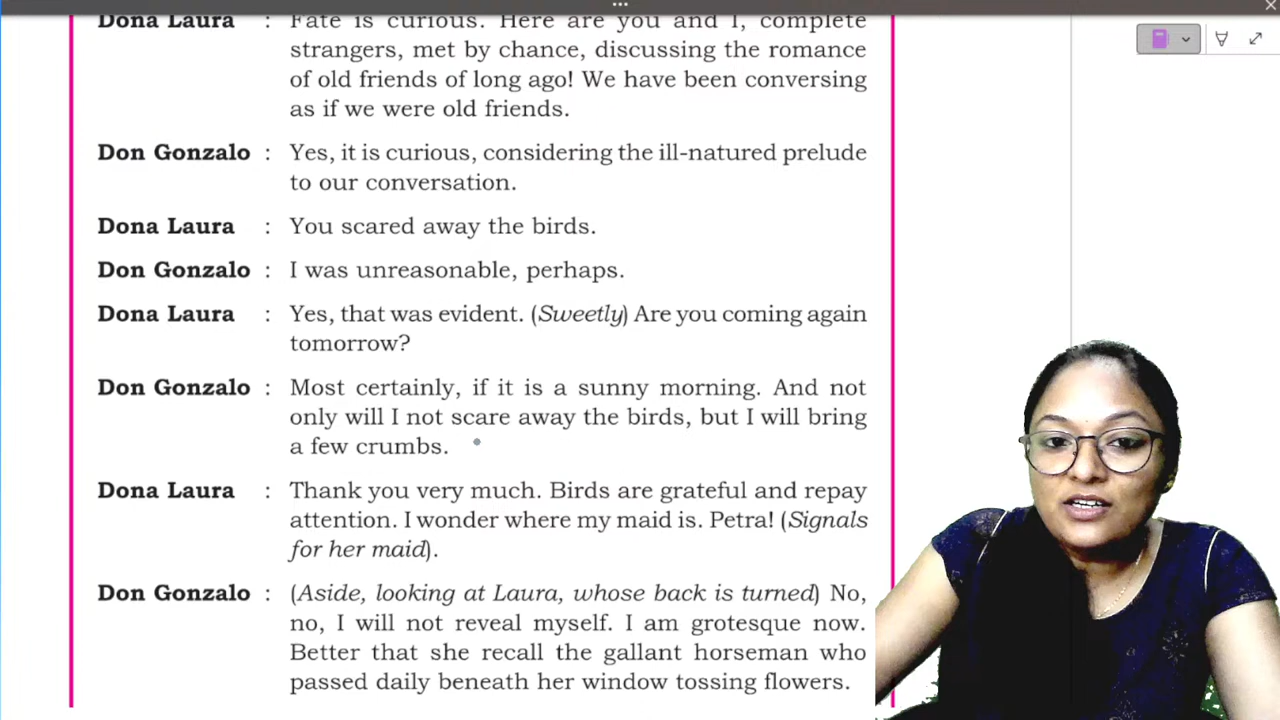 Dona Laura : Fate is curious. Here are you and I, complete
strangers, met by chance, discussing the romance
of old friends of long ago! We have been conversing
as if we were old friends.
Don Gonzalo : Yes, it is curious, considering the ill-natured prelude
to our conversation.
Dona Laura : You scared away the birds.
Don Gonzalo : I was unreasonable, perhaps.
Dona Laura : Yes, that was evident. (Sweetly) Are you coming again
tomorrow?
Don Gonzalo : Most certainly, if it is a sunny morning. And not
only will I not scare away the birds, but I will bring
a few crumbs.
Dona Laura : Thank you very much. Birds are grateful and repay
attention. I wonder where my maid is. Petra! (Signals
for her maid).
Don Gonzalo : (Aside, looking at Laura, whose back is turned) No,
no, I will not reveal myself. I am grotesque now.
Better that she recall the gallant horseman who
passed daily beneath her window tossing flowers.